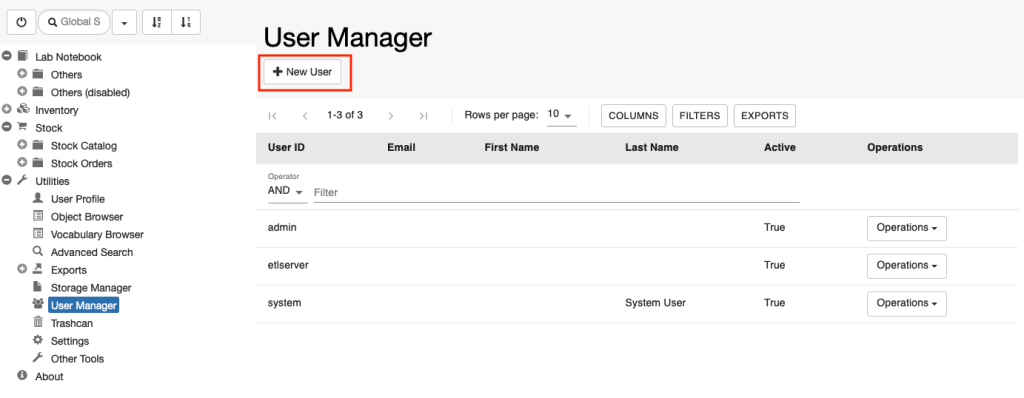 Global S
Lab Notebook
Others
Others (disabled)
Inventory
Stock
Stock Catalog
Stock Orders
Utilities
User Profile
Object Browser
Vocabulary Browser
Advanced Search
Exports
Storage Manager
User Manager
Trashcan
Settings
Other Tools
About
User Manager
New User
1-3 of 3 Rows per page: 10 COLUMNS FILTERS EXPORTS
User ID Email First Name Last Name Active Operations
Operator
AND Filter
admin True Operations
etlserver True Operations
system System User True Operations